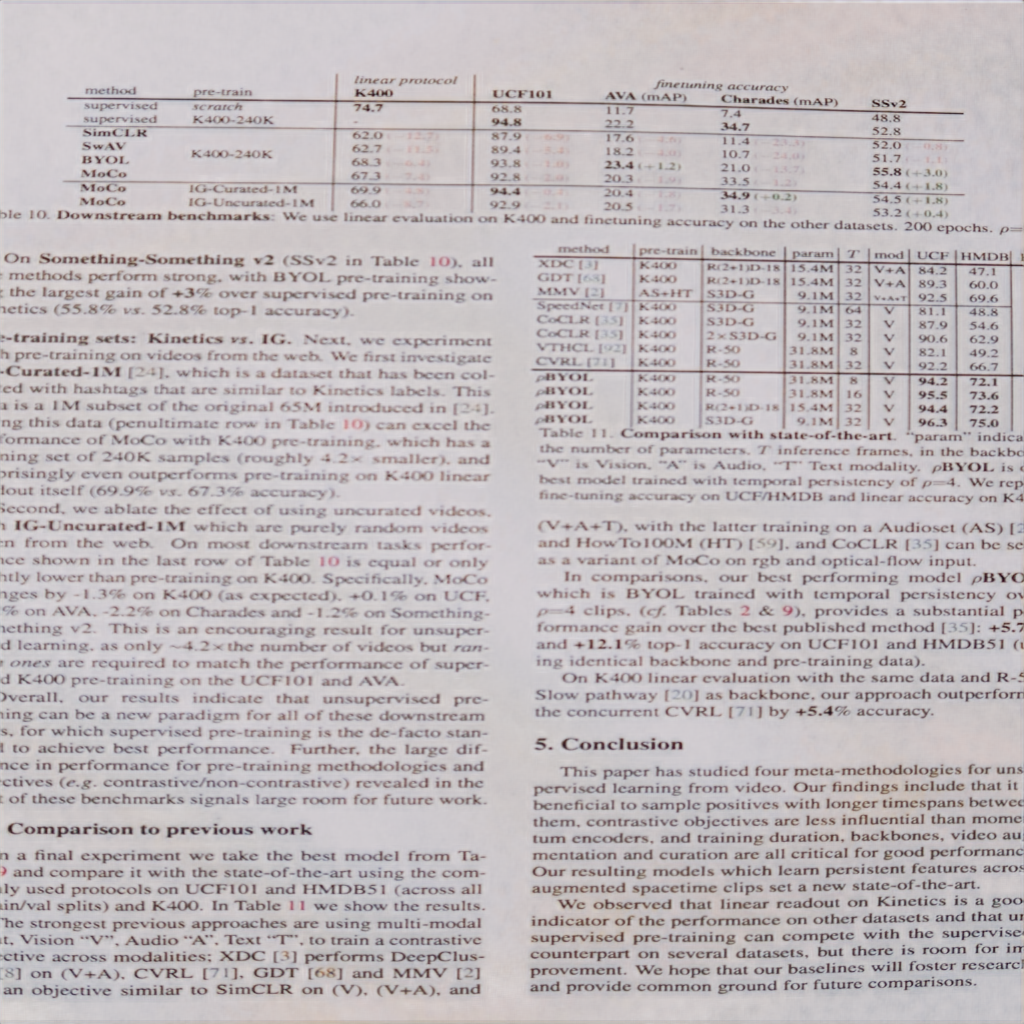 linear protocol finetuning accuracy
method pre-train K400 UCF101 AVA (mAP) Charades (mAP) SSv2
supervised scratch 74.7 68.8 11.7 7.4 48.8
supervised K400-240K - 94.8 22.2 34.7 52.8
SimCLR 62.0 87.9 17.6 11.4 52.0
SwAV 62.7 89.4 18.2 10.7 51.7
BYOL K400-240K 68.3 93.8 23.4 (+1.2) 21.0 55.8 (+3.0)
MoCo 67.3 92.8 20.3 33.5 54.4 (+1.8)
MoCo IG-Curated-1M 69.9 94.4 20.4 34.9 (+0.2) 54.5 (+1.8)
MoCo IG-Uncurated-1M 66.0 92.9 20.5 31.3 53.2 (+0.4)
ble 10. Downstream benchmarks: We use linear evaluation on K400 and finetuning accuracy on the other datasets. 200 epochs. ρ=
On Something-Something v2 (SSv2 in Table 10), all
methods perform strong, with BYOL pre-training show-
the largest gain of +3% over supervised pre-training on
netics (55.8% vs. 52.8% top-1 accuracy).
e-training sets: Kinetics vs. IG. Next, we experiment
h pre-training on videos from the web. We first investigate
-Curated-1M [24], which is a dataset that has been col-
ted with hashtags that are similar to Kinetics labels. This
a is a 1M subset of the original 65M introduced in [24].
ng this data (penultimate row in Table 10) can excel the
formance of MoCo with K400 pre-training, which has a
ning set of 240K samples (roughly 4.2× smaller), and
prisingly even outperforms pre-training on K400 linear
lout itself (69.9% vs. 67.3% accuracy).
Second, we ablate the effect of using uncurated videos,
h IG-Uncurated-1M which are purely random videos
en from the web. On most downstream tasks perfor-
nce shown in the last row of Table 10 is equal or only
htly lower than pre-training on K400. Specifically, MoCo
nges by -1.3% on K400 (as expected), +0.1% on UCF,
% on AVA, -2.2% on Charades and -1.2% on Something-
nething v2. This is an encouraging result for unsuper-
d learning, as only ~4.2× the number of videos but ran-
ones are required to match the performance of super-
d K400 pre-training on the UCF101 and AVA.
Overall, our results indicate that unsupervised pre-
ning can be a new paradigm for all of these downstream
s, for which supervised pre-training is the de-facto stan-
l to achieve best performance. Further, the large dif-
nce in performance for pre-training methodologies and
ctives (e.g. contrastive/non-contrastive) revealed in the
t of these benchmarks signals large room for future work.
Comparison to previous work
n a final experiment we take the best model from Ta-
9 and compare it with the state-of-the-art using the com-
ly used protocols on UCF101 and HMDB51 (across all
in/val splits) and K400. In Table 11 we show the results.
The strongest previous approaches are using multi-modal
t, Vision "V", Audio "A", Text "T", to train a contrastive
ctive across modalities; XDC [3] performs DeepClus-
[8] on (V+A), CVRL [71], GDT [68] and MMV [2]
an objective similar to SimCLR on (V), (V+A), and
method pre-train backbone param T mod UCF HMDB
XDC [3] K400 R(2+1)D-18 15.4M 32 V+A 84.2 47.1
GDT [68] K400 R(2+1)D-18 15.4M 32 V+A 89.3 60.0
MMV [2] AS+HT S3D-G 9.1M 32 V+A+T 92.5 69.6
SpeedNet [7] K400 S3D-G 9.1M 64 V 81.1 48.8
CoCLR [35] K400 S3D-G 9.1M 32 V 87.9 54.6
CoCLR [35] K400 2×S3D-G 9.1M 32 V 90.6 62.9
VTHCL [92] K400 R-50 31.8M 8 V 82.1 49.2
CVRL [71] K400 R-50 31.8M 32 V 92.2 66.7
ρBYOL K400 R-50 31.8M 8 V 94.2 72.1
ρBYOL K400 R-50 31.8M 16 V 95.5 73.6
ρBYOL K400 R(2+1)D-18 15.4M 32 V 94.4 72.2
ρBYOL K400 S3D-G 9.1M 32 V 96.3 75.0
Table 11. Comparison with state-of-the-art. "param" indica
the number of parameters, T inference frames, in the backbo
"V" is Vision, "A" is Audio, "T" Text modality. ρBYOL is
best model trained with temporal persistency of ρ=4. We rep
fine-tuning accuracy on UCF/HMDB and linear accuracy on K4
(V+A+T), with the latter training on a Audioset (AS) [2
and HowTo100M (HT) [59], and CoCLR [35] can be se
as a variant of MoCo on rgb and optical-flow input.
In comparisons, our best performing model ρBYO
which is BYOL trained with temporal persistency ov
ρ=4 clips, (cf. Tables 2 & 9), provides a substantial p
formance gain over the best published method [35]: +5.7
and +12.1% top-1 accuracy on UCF101 and HMDB51 (u
ing identical backbone and pre-training data).
On K400 linear evaluation with the same data and R-5
Slow pathway [20] as backbone, our approach outperforn
the concurrent CVRL [71] by +5.4% accuracy.
5. Conclusion
This paper has studied four meta-methodologies for uns
pervised learning from video. Our findings include that it
beneficial to sample positives with longer timespans betwee
them, contrastive objectives are less influential than mome
tum encoders, and training duration, backbones, video au
mentation and curation are all critical for good performanc
Our resulting models which learn persistent features acros
augmented spacetime clips set a new state-of-the-art.
We observed that linear readout on Kinetics is a goo
indicator of the performance on other datasets and that un
supervised pre-training can compete with the supervise
counterpart on several datasets, but there is room for im
provement. We hope that our baselines will foster researcl
and provide common ground for future comparisons.